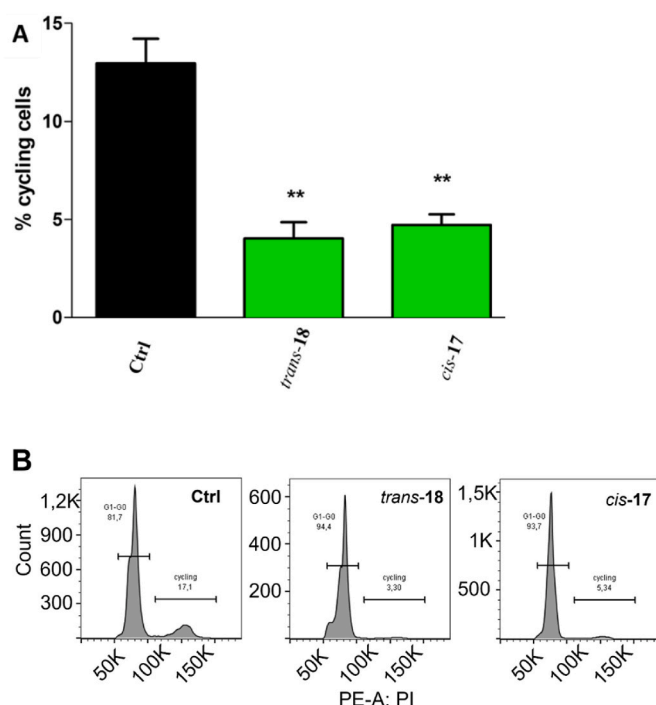 A
% cycling cells
15
10
5
0
**
**
Ctrl
trans-18
cis-17
B
Count
1,2K
900
600
300
G1-G0
81,7
cycling
17,1
Ctrl
50K
100K
150K
600
400
200
G1-G0
94,4
cycling
3,30
trans-18
50K
100K
150K
1,5K
1K
500
G1-G0
93,7
cycling
5,34
cis-17
50K
100K
150K
PE-A: PI